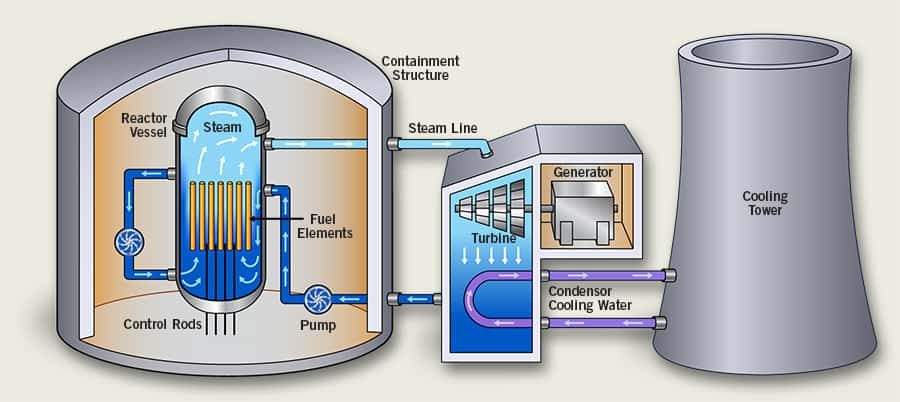 Containment
Structure
Reactor
Vessel
Steam
Steam Line
Generator
Fuel
Elements
Turbine
Cooling
Tower
Condensor
Cooling Water
Control Rods
Pump